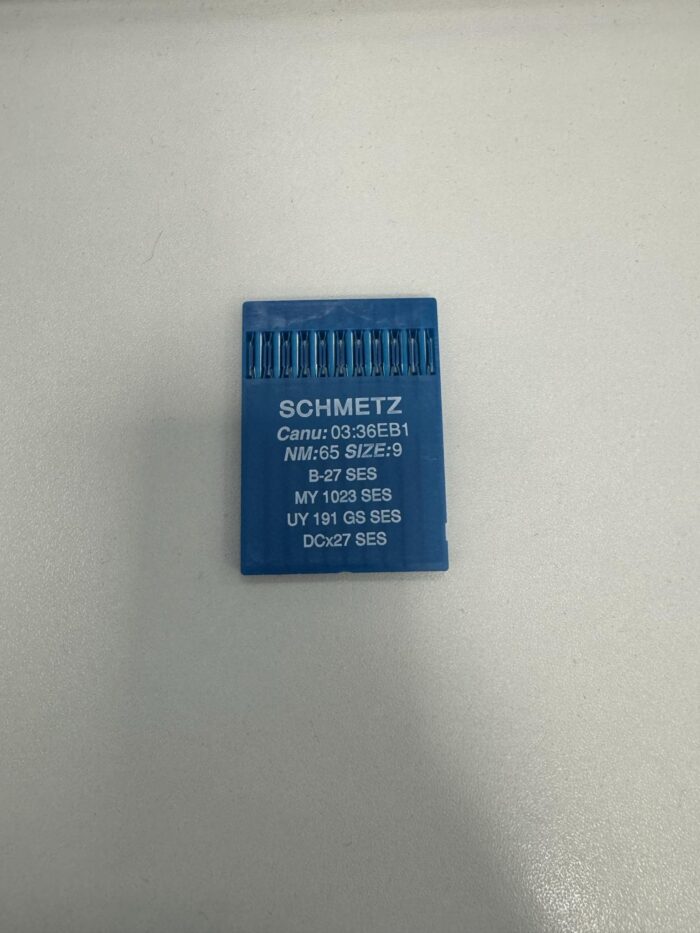 SCHMETZ
Canu: 03:36EB1
NM:65 SIZE:9
B-27 SES
MY 1023 SES
UY 191 GS SES
DCx27 SES